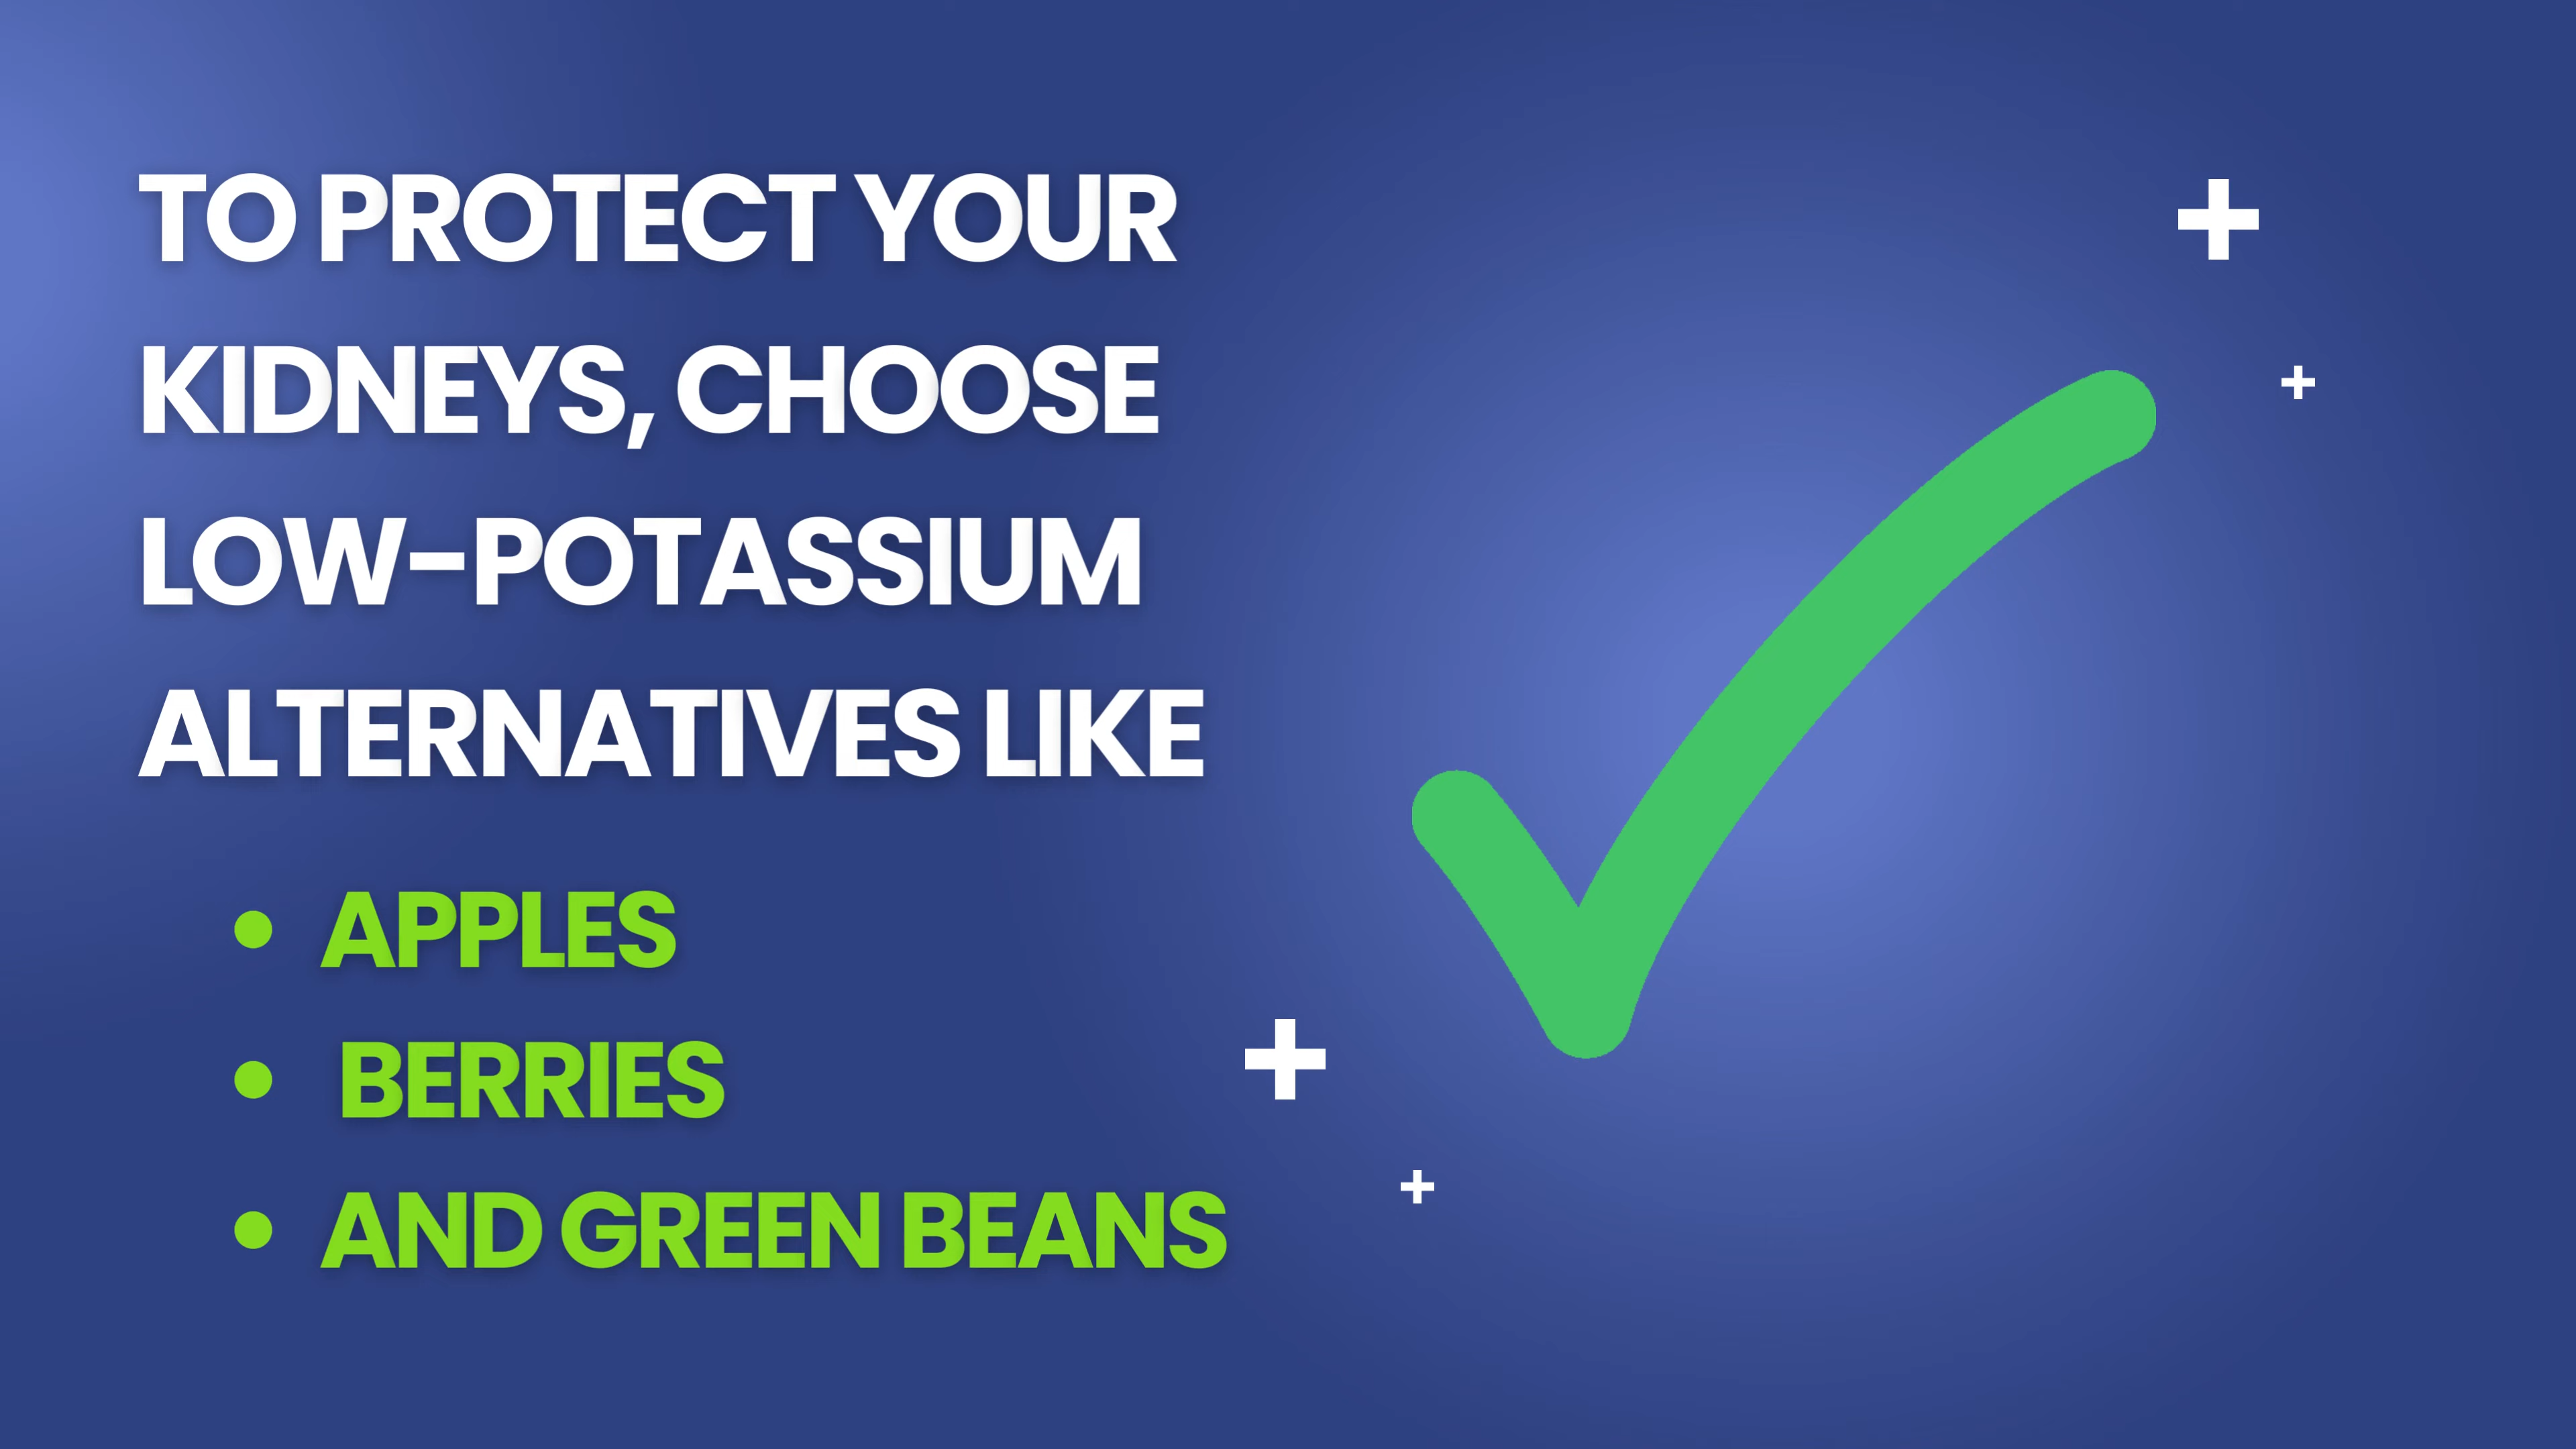 TO PROTECT YOUR
KIDNEYS, CHOOSE
LOW-POTASSIUM
ALTERNATIVES LIKE
• APPLES
• BERRIES
• AND GREEN BEANS